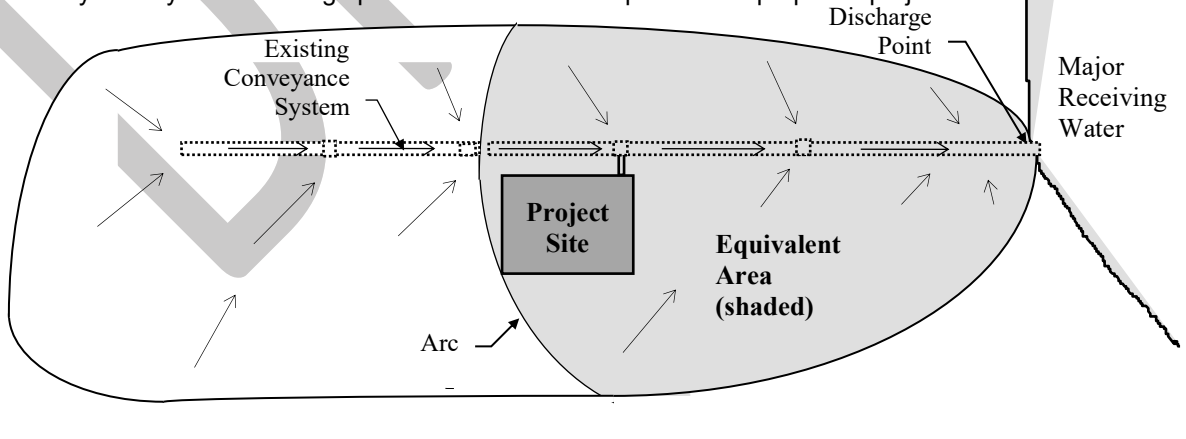 Existing
Conveyance
System
Discharge
Point
Major
Receiving
Water
Project
Site
Equivalent
Area
(shaded)
Arc